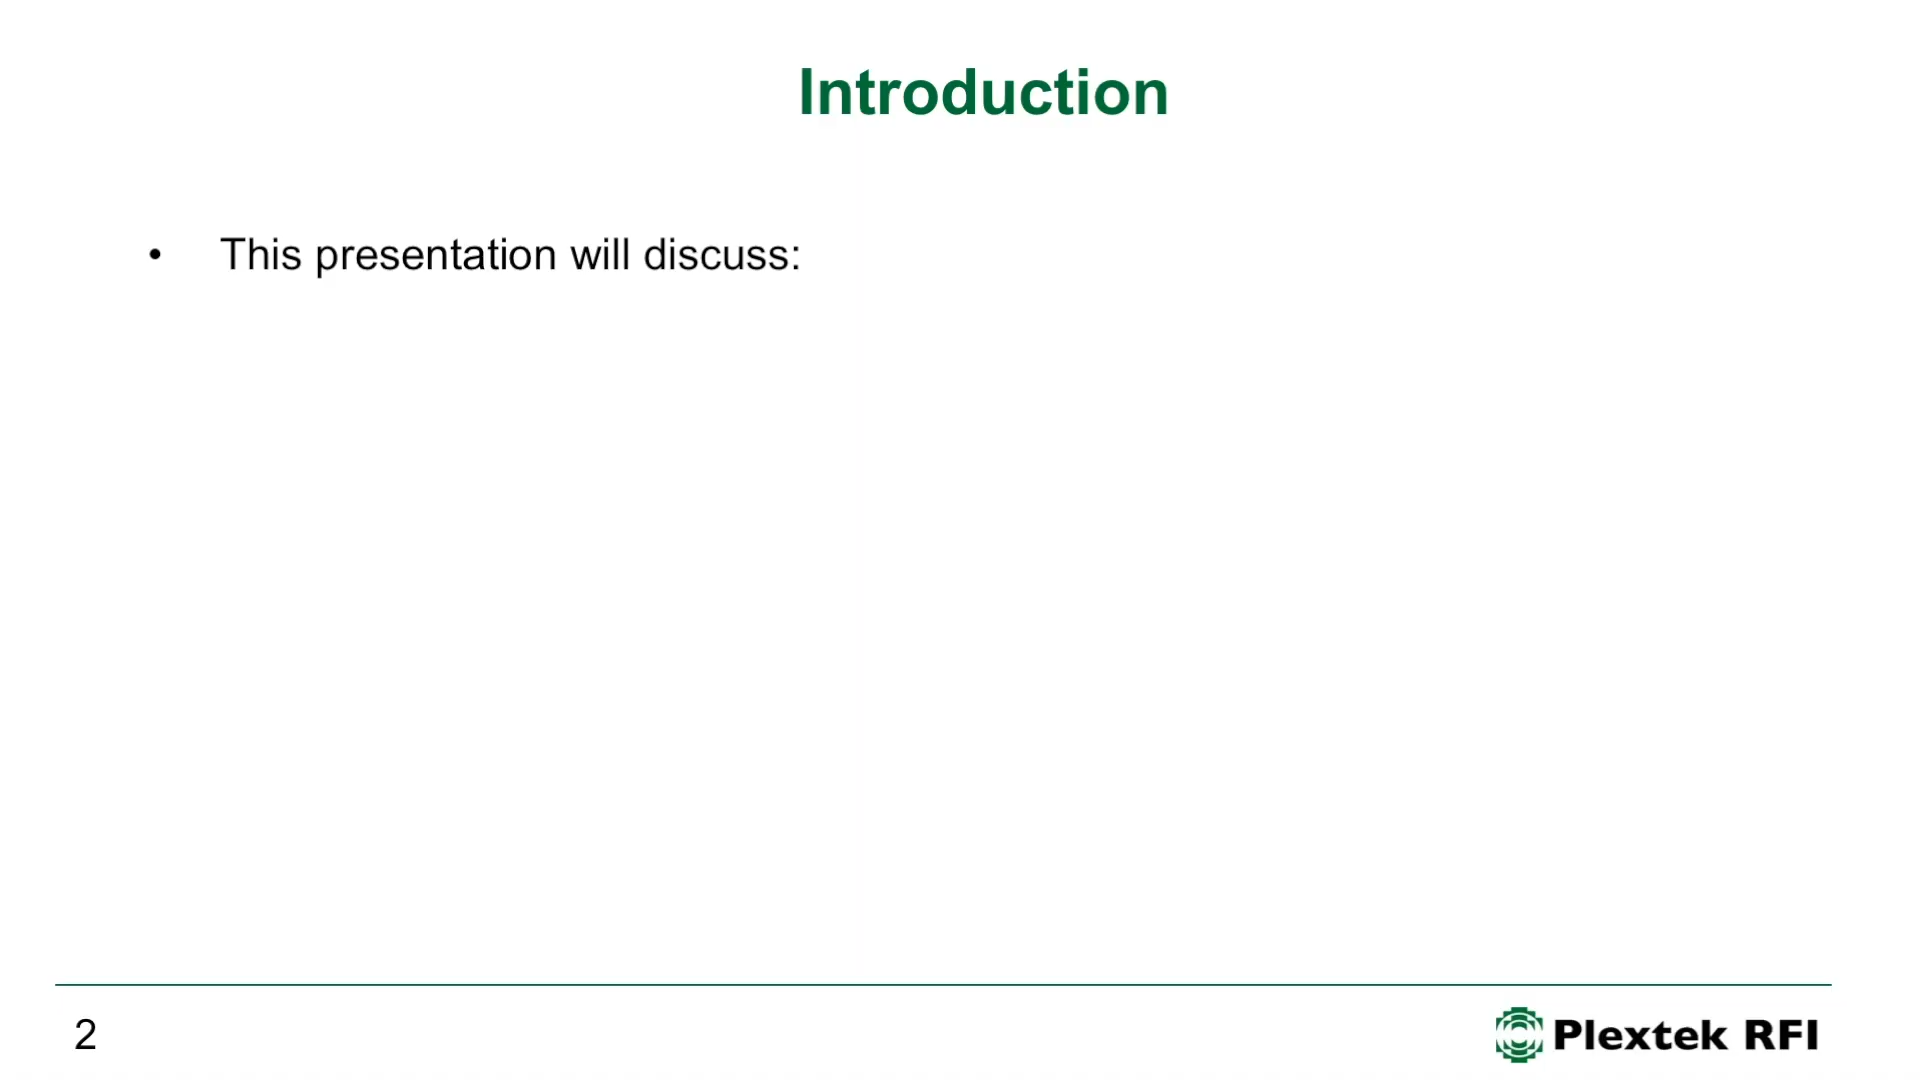 Introduction
• This presentation will discuss:
2
Plextek RFI